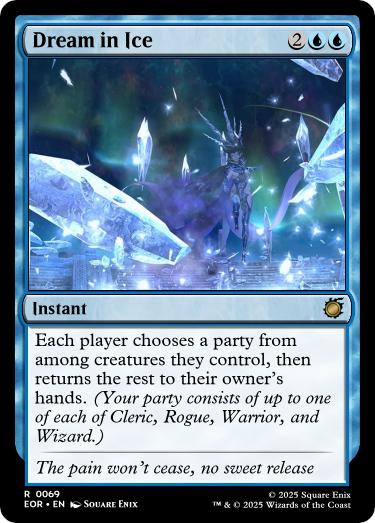 Dream in Ice 2
Instant
Each player chooses a party from
among creatures they control, then
returns the rest to their owner's
hands. (Your party consists of up to one
of each of Cleric, Rogue, Warrior, and
Wizard.)
The pain won't cease, no sweet release
R 0069 © 2025 Square Enix
EOR • EN Square Enix ™ & © 2025 Wizards of the Coast